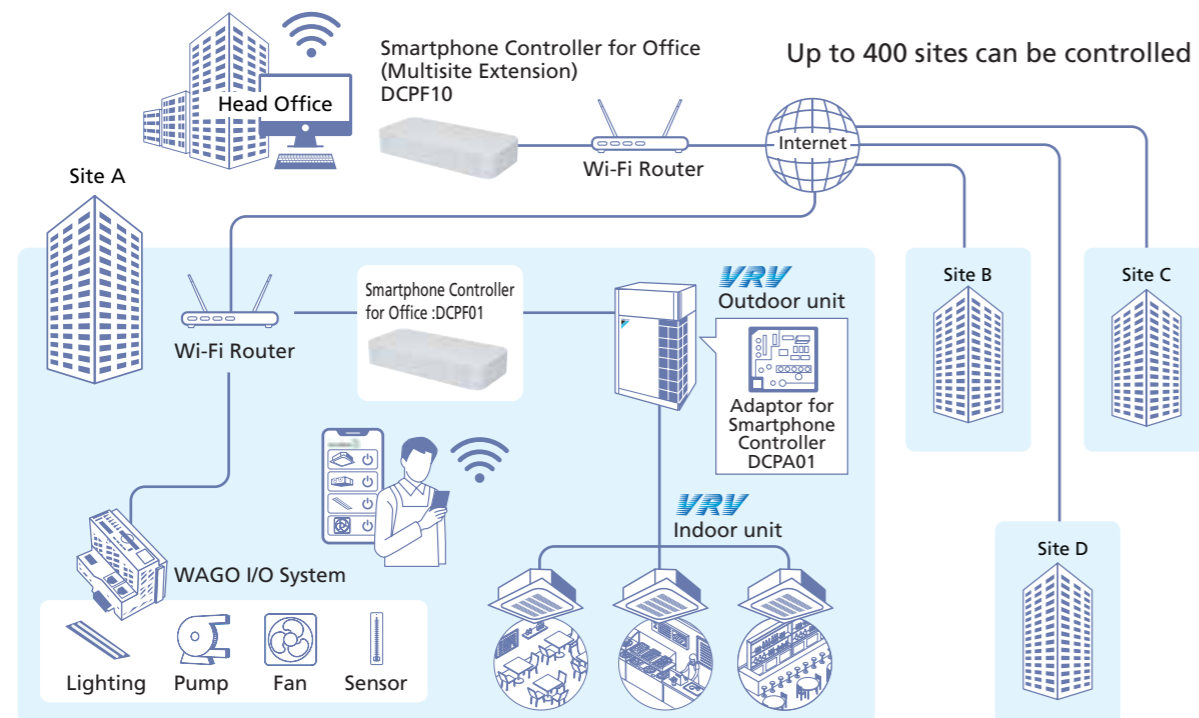 Smartphone Controller for Office
(Multisite Extension)
DCPF10
Up to 400 sites can be controlled
Head Office
Wi-Fi Router
Internet
Site A
Smartphone Controller
for Office :DCPF01
Wi-Fi Router
VRV
Outdoor unit
Adaptor for
Smartphone
Controller
DCPA01
Site B
Site C
VRV
Indoor unit
Site D
WAGO I/O System
Lighting
Pump
Fan
Sensor